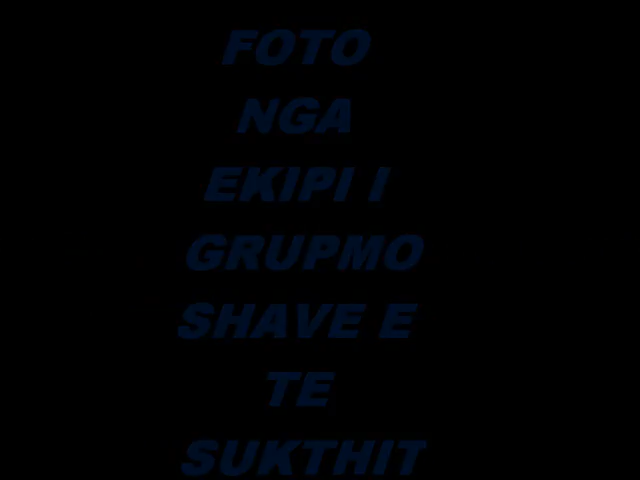 FOTO
NGA
EKIPI I
GRUPMO
SHAVE E
TE
SUKTHIT